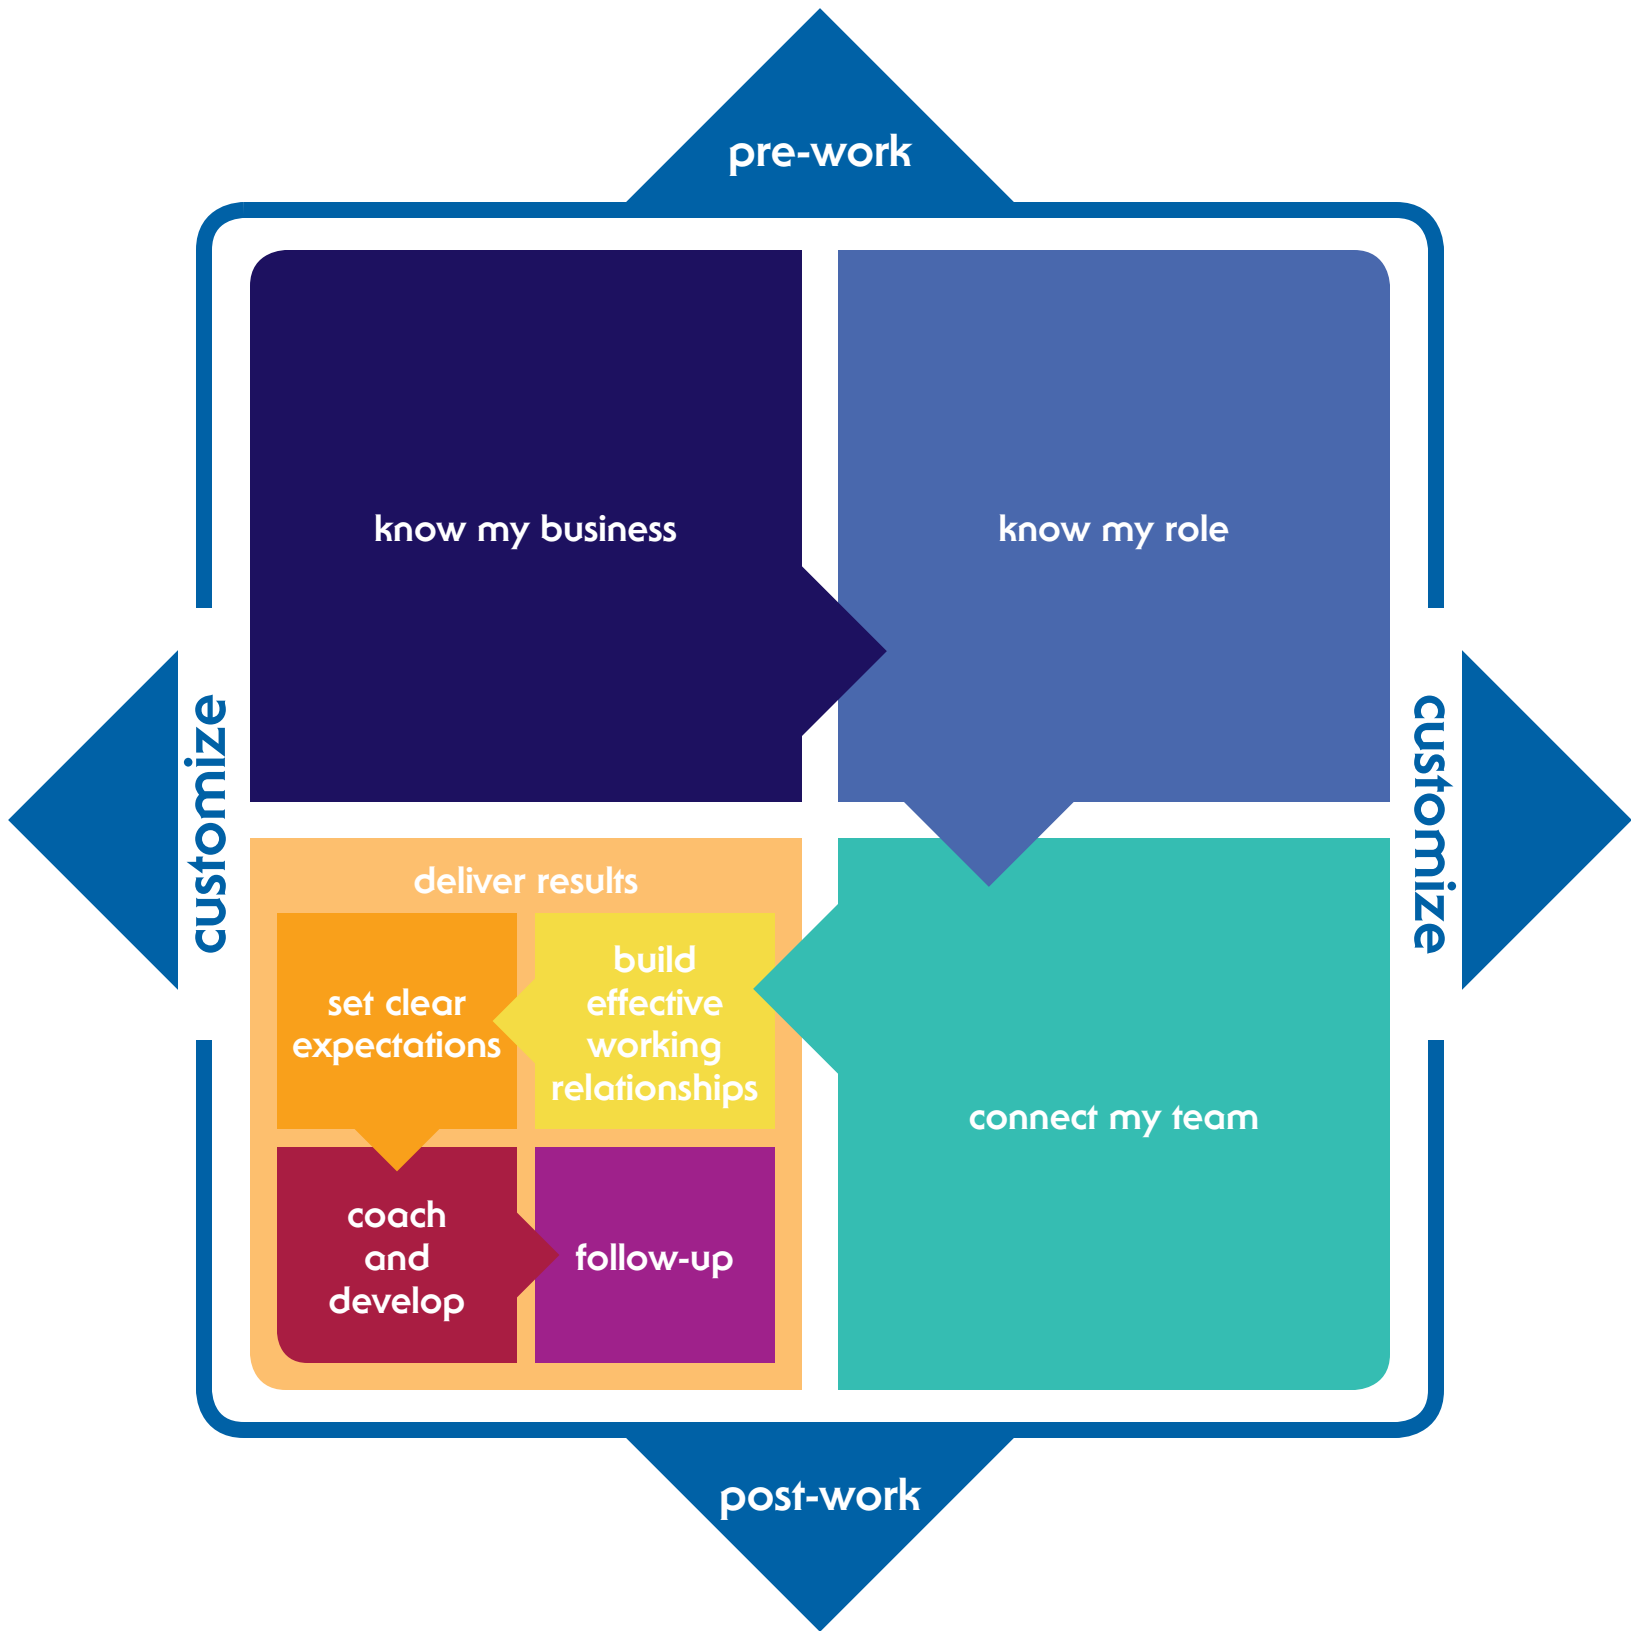 pre-work
know my business
know my role
customize
customize
deliver results
set clear
expectations
build
effective
working
relationships
connect my team
coach
and
develop
follow-up
post-work